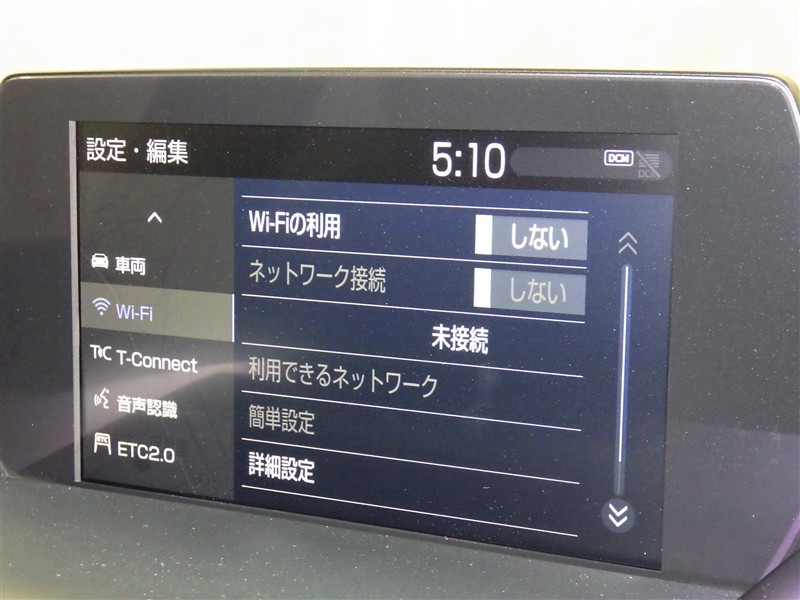 設定・編集
5:10
DCM
DCM
車両
Wi-Fi
T-Connect
音声認識
ETC
ETC2.0
Wi-Fiの利用
しない
ネットワーク接続
しない
未接続
利用できるネットワーク
簡単設定
詳細設定